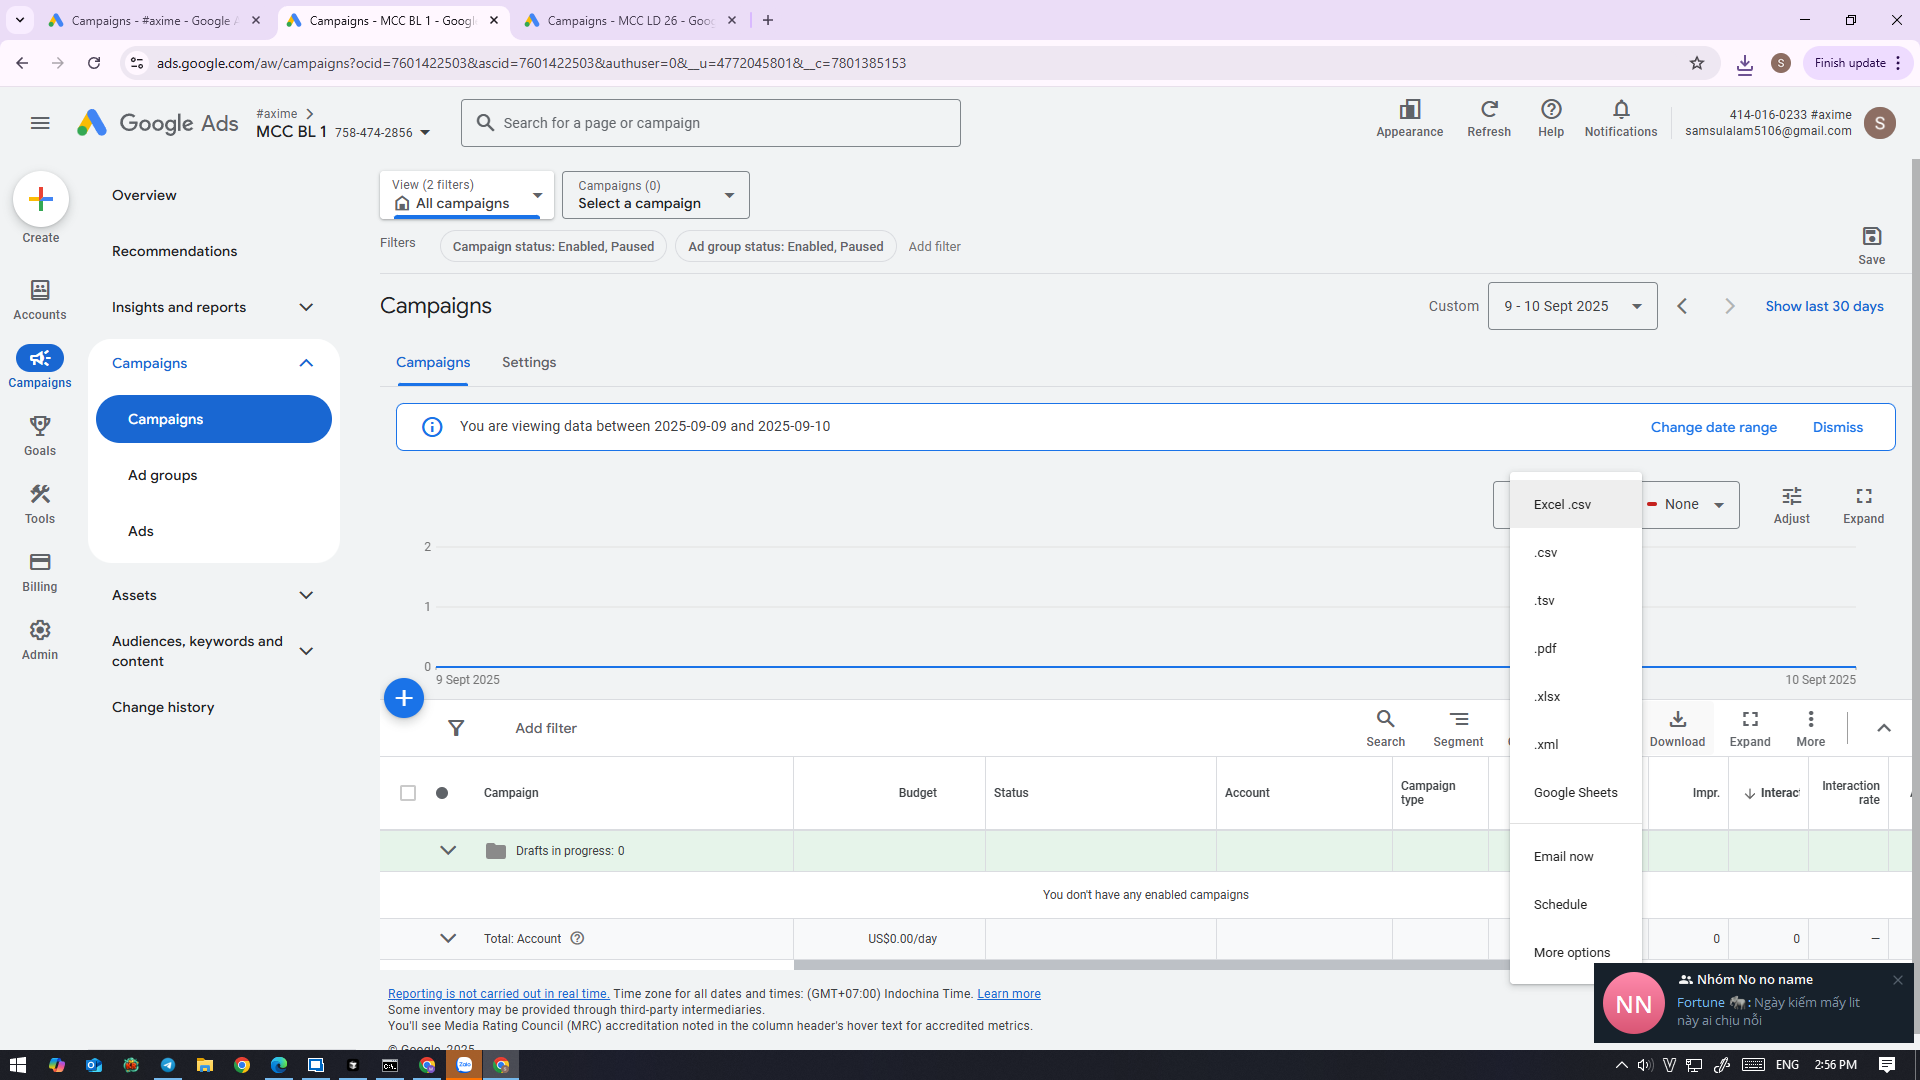 Campaigns - #axime - Google A
Campaigns - MCC BL 1 - Google
Campaigns - MCC LD 26 - Goog
ads.google.com/aw/campaigns?ocid=7601422503&ascid=7601422503&authuser=0&__u=4772045801&__c=7801385153
S
Finish update
Google Ads
#axime
MCC BL 1 758-474-2856
Search for a page or campaign
Appearance
Refresh
Help
Notifications
414-016-0233 #axime
samsulalam5106@gmail.com
S
Create
Accounts
Campaigns
Goals
Tools
Billing
Admin
Overview
Recommendations
Insights and reports
Campaigns
Campaigns
Ad groups
Ads
Assets
Audiences, keywords and
content
Change history
View (2 filters)
All campaigns
Campaigns (0)
Select a campaign
Filters
Campaign status: Enabled, Paused
Ad group status: Enabled, Paused
Add filter
Save
Campaigns
Custom
9 - 10 Sept 2025
Show last 30 days
Campaigns
Settings
You are viewing data between 2025-09-09 and 2025-09-10
Change date range
Dismiss
None
Adjust
Expand
2
1
0
9 Sept 2025
10 Sept 2025
Excel .csv
.csv
.tsv
.pdf
.xlsx
.xml
Google Sheets
Email now
Schedule
More options
Add filter
Search
Segment
Download
Expand
More
Campaign
Budget
Status
Account
Campaign
type
Impr.
Interac
Interaction
rate
Drafts in progress: 0
You don't have any enabled campaigns
Total: Account
US$0.00/day
0
0
—
Reporting is not carried out in real time. Time zone for all dates and times: (GMT+07:00) Indochina Time. Learn more
Some inventory may be provided through third-party intermediaries.
You'll see Media Rating Council (MRC) accreditation noted in the column header's hover text for accredited metrics.
© Google, 2025
NN
Nhóm No no name
Fortune 🐘: Ngày kiếm mấy lit
này ai chịu nỗi
Zalo
ENG
2:56 PM